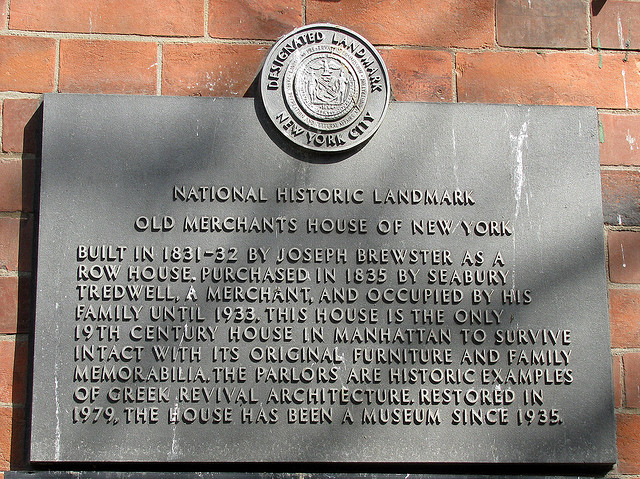 DESIGNATED LANDMARK
NEW YORK CITY
NATIONAL HISTORIC LANDMARK
OLD MERCHANTS HOUSE OF NEW YORK
BUILT IN 1831-32 BY JOSEPH BREWSTER AS A
ROW HOUSE. PURCHASED IN 1835 BY SEABURY
TREDWELL, A MERCHANT, AND OCCUPIED BY HIS
FAMILY UNTIL 1933. THIS HOUSE IS THE ONLY
19TH CENTURY HOUSE IN MANHATTAN TO SURVIVE
INTACT WITH ITS ORIGINAL FURNITURE AND FAMILY
MEMORABILIA. THE PARLORS ARE HISTORIC EXAMPLES
OF GREEK REVIVAL ARCHITECTURE. RESTORED IN
1979, THE HOUSE HAS BEEN A MUSEUM SINCE 1935.